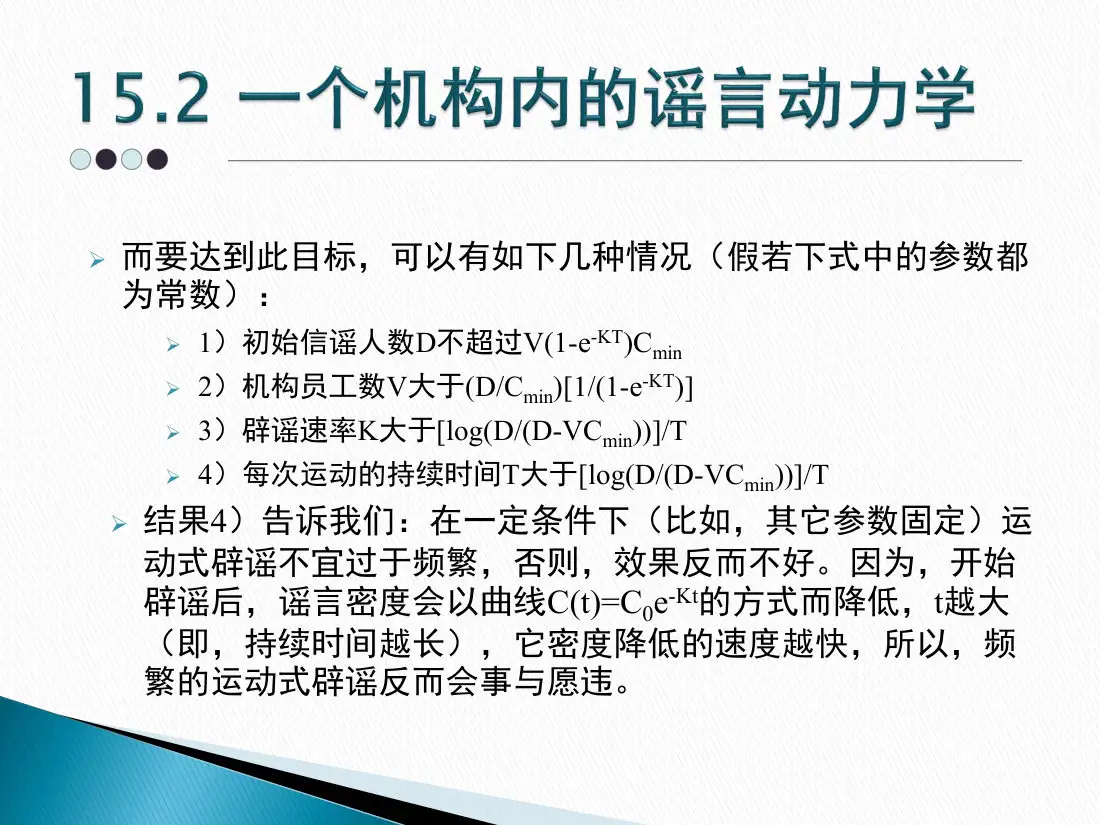 15.2 一个机构内的谣言动力学
而要达到此目标，可以有如下几种情况（假若下式中的参数都
为常数）：
1）初始信谣人数D不超过V(1-e^-KT)C_min
2）机构员工数V大于(D/C_min)[1/(1-e^-KT)]
3）辟谣速率K大于[log(D/(D-VC_min))]/T
4）每次运动的持续时间T大于[log(D/(D-VC_min))]/T
结果4）告诉我们：在一定条件下（比如，其它参数固定）运
动式辟谣不宜过于频繁，否则，效果反而不好。因为，开始
辟谣后，谣言密度会以曲线C(t)=C_0e^-Kt的方式而降低，t越大
（即，持续时间越长），它密度降低的速度越快，所以，频
繁的运动式辟谣反而会事与愿违。